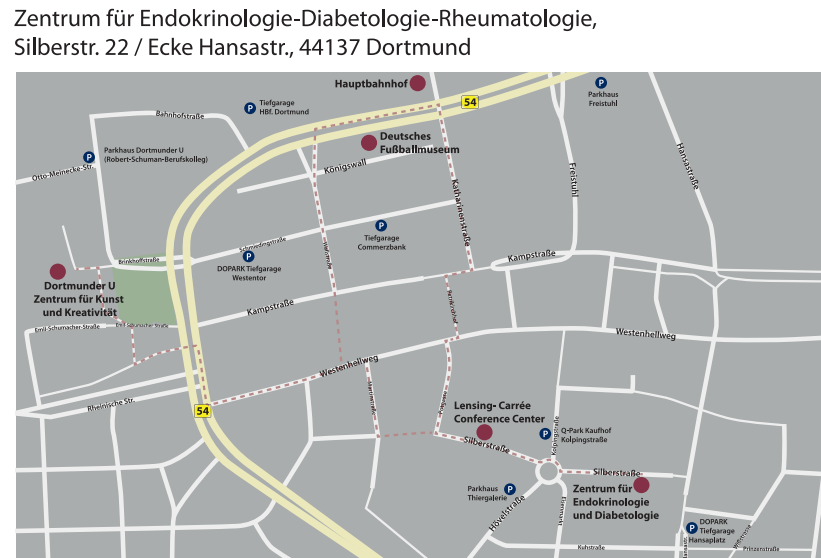 Zentrum für Endokrinologie-Diabetologie-Rheumatologie,
Silberstr. 22 / Ecke Hansastr., 44137 Dortmund
Hauptbahnhof
54
P
Parkhaus
Freistuhl
P
Tiefgarage
HBf. Dortmund
Bahnhofstraße
Deutsches
Fußballmuseum
P
Parkhaus Dortmunder U
(Robert-Schuman-Berufskolleg)
Otto-Meinecke-Str.
Königswall
Katharinenstraße
Freistuhl
Hansastraße
P
Tiefgarage
Commerzbank
Schmiedingstraße
Brinkhoffstraße
P
DOPARK Tiefgarage
Westentor
Kampstraße
Dortmunder U
Zentrum für Kunst
und Kreativität
Kampstraße
Emil-Schumacher-Straße
Emil-Schumacher-Straße
Westenhellweg
Westenhellweg
Rheinische Str.
54
Lensing- Carrée
Conference Center
Silberstraße
P
Q-Park Kaufhof
Kolpingstraße
Kolpingstraße
Silberstraße
Parkhaus
Thiergalerie
P
Hövelstraße
Zentrum für
Endokrinologie
und Diabetologie
P
DOPARK
Tiefgarage
Hansaplatz
Kuhstraße
Prinzenstraße